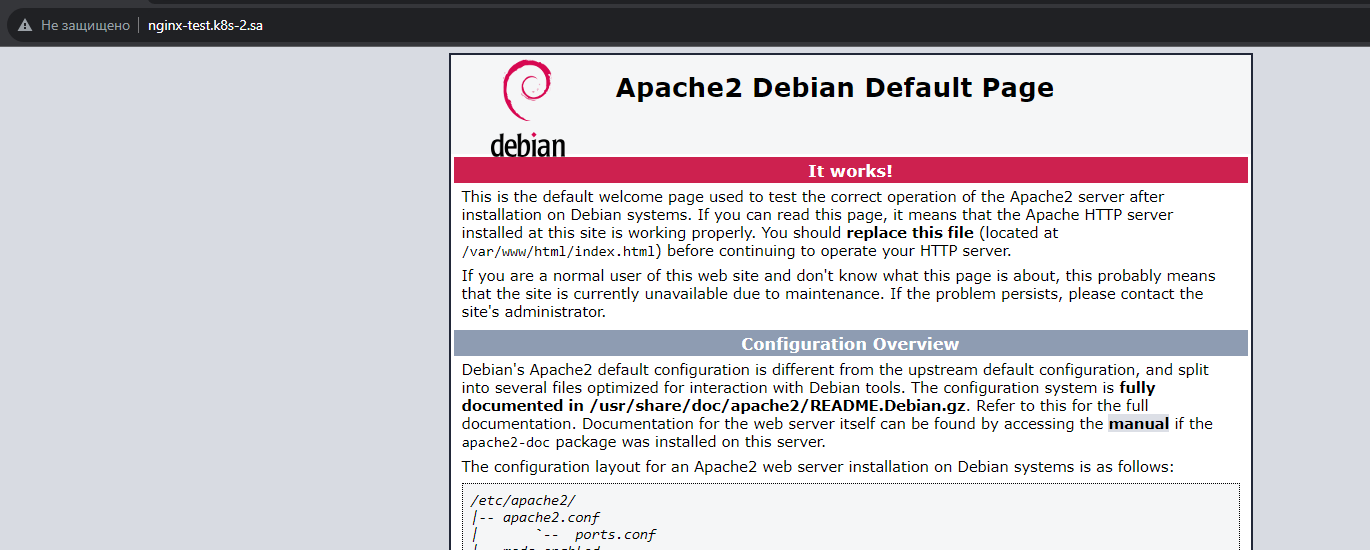 Не защищено nginx-test.k8s-2.sa
debian
Apache2 Debian Default Page
It works!
This is the default welcome page used to test the correct operation of the Apache2 server after
installation on Debian systems. If you can read this page, it means that the Apache HTTP server
installed at this site is working properly. You should replace this file (located at
/var/www/html/index.html) before continuing to operate your HTTP server.
If you are a normal user of this web site and don't know what this page is about, this probably means
that the site is currently unavailable due to maintenance. If the problem persists, please contact the
site's administrator.
Configuration Overview
Debian's Apache2 default configuration is different from the upstream default configuration, and split
into several files optimized for interaction with Debian tools. The configuration system is fully
documented in /usr/share/doc/apache2/README.Debian.gz. Refer to this for the full
documentation. Documentation for the web server itself can be found by accessing the manual if the
apache2-doc package was installed on this server.
The configuration layout for an Apache2 web server installation on Debian systems is as follows:
/etc/apache2/
|-- apache2.conf
|       `--  ports.conf